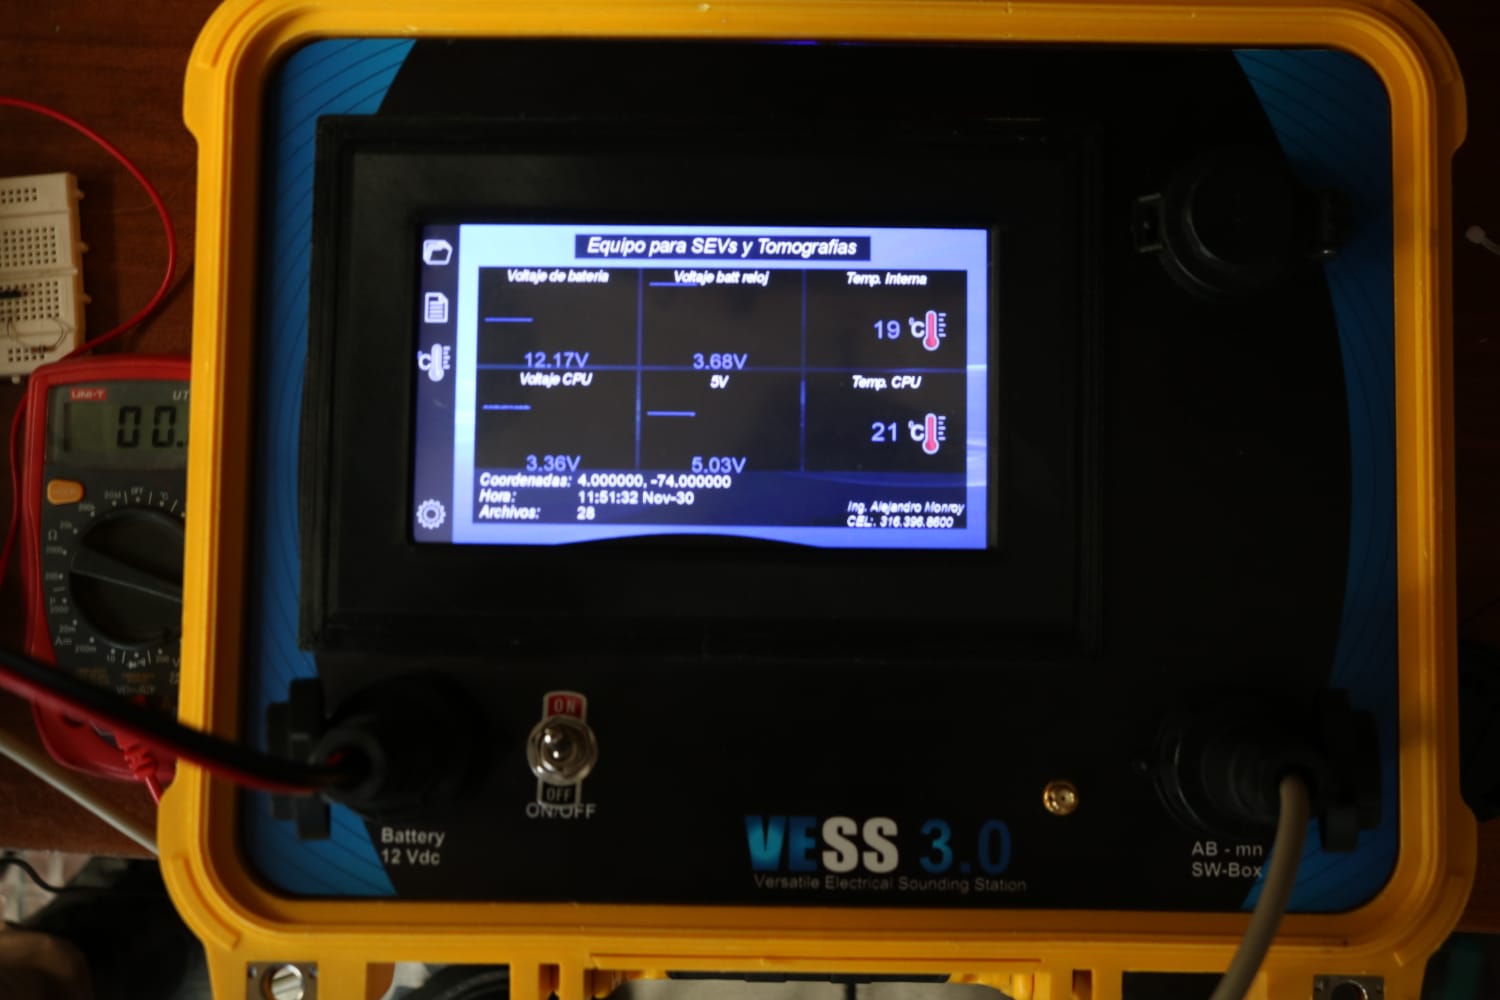 Equipo para SEVs y Tomografias
Voltaje de bateria
Voltaje batt reloj
Temp. Interna
12.17V
3.68V
19 °C
Voltaje CPU
5V
Temp. CPU
3.36V
5.03V
21 °C
Coordenadas: 4.000000, -74.000000
Hora: 11:51:32 Nov-30
Archivos: 28
Ing. Alejandro Monroy
CEL:. 316.396.8600
°C
UNI-T
UT
00.
ON
OFF
ON/OFF
Battery
12 Vdc
VESS 3.0
Versatile Electrical Sounding Station
AB - mn
SW-Box